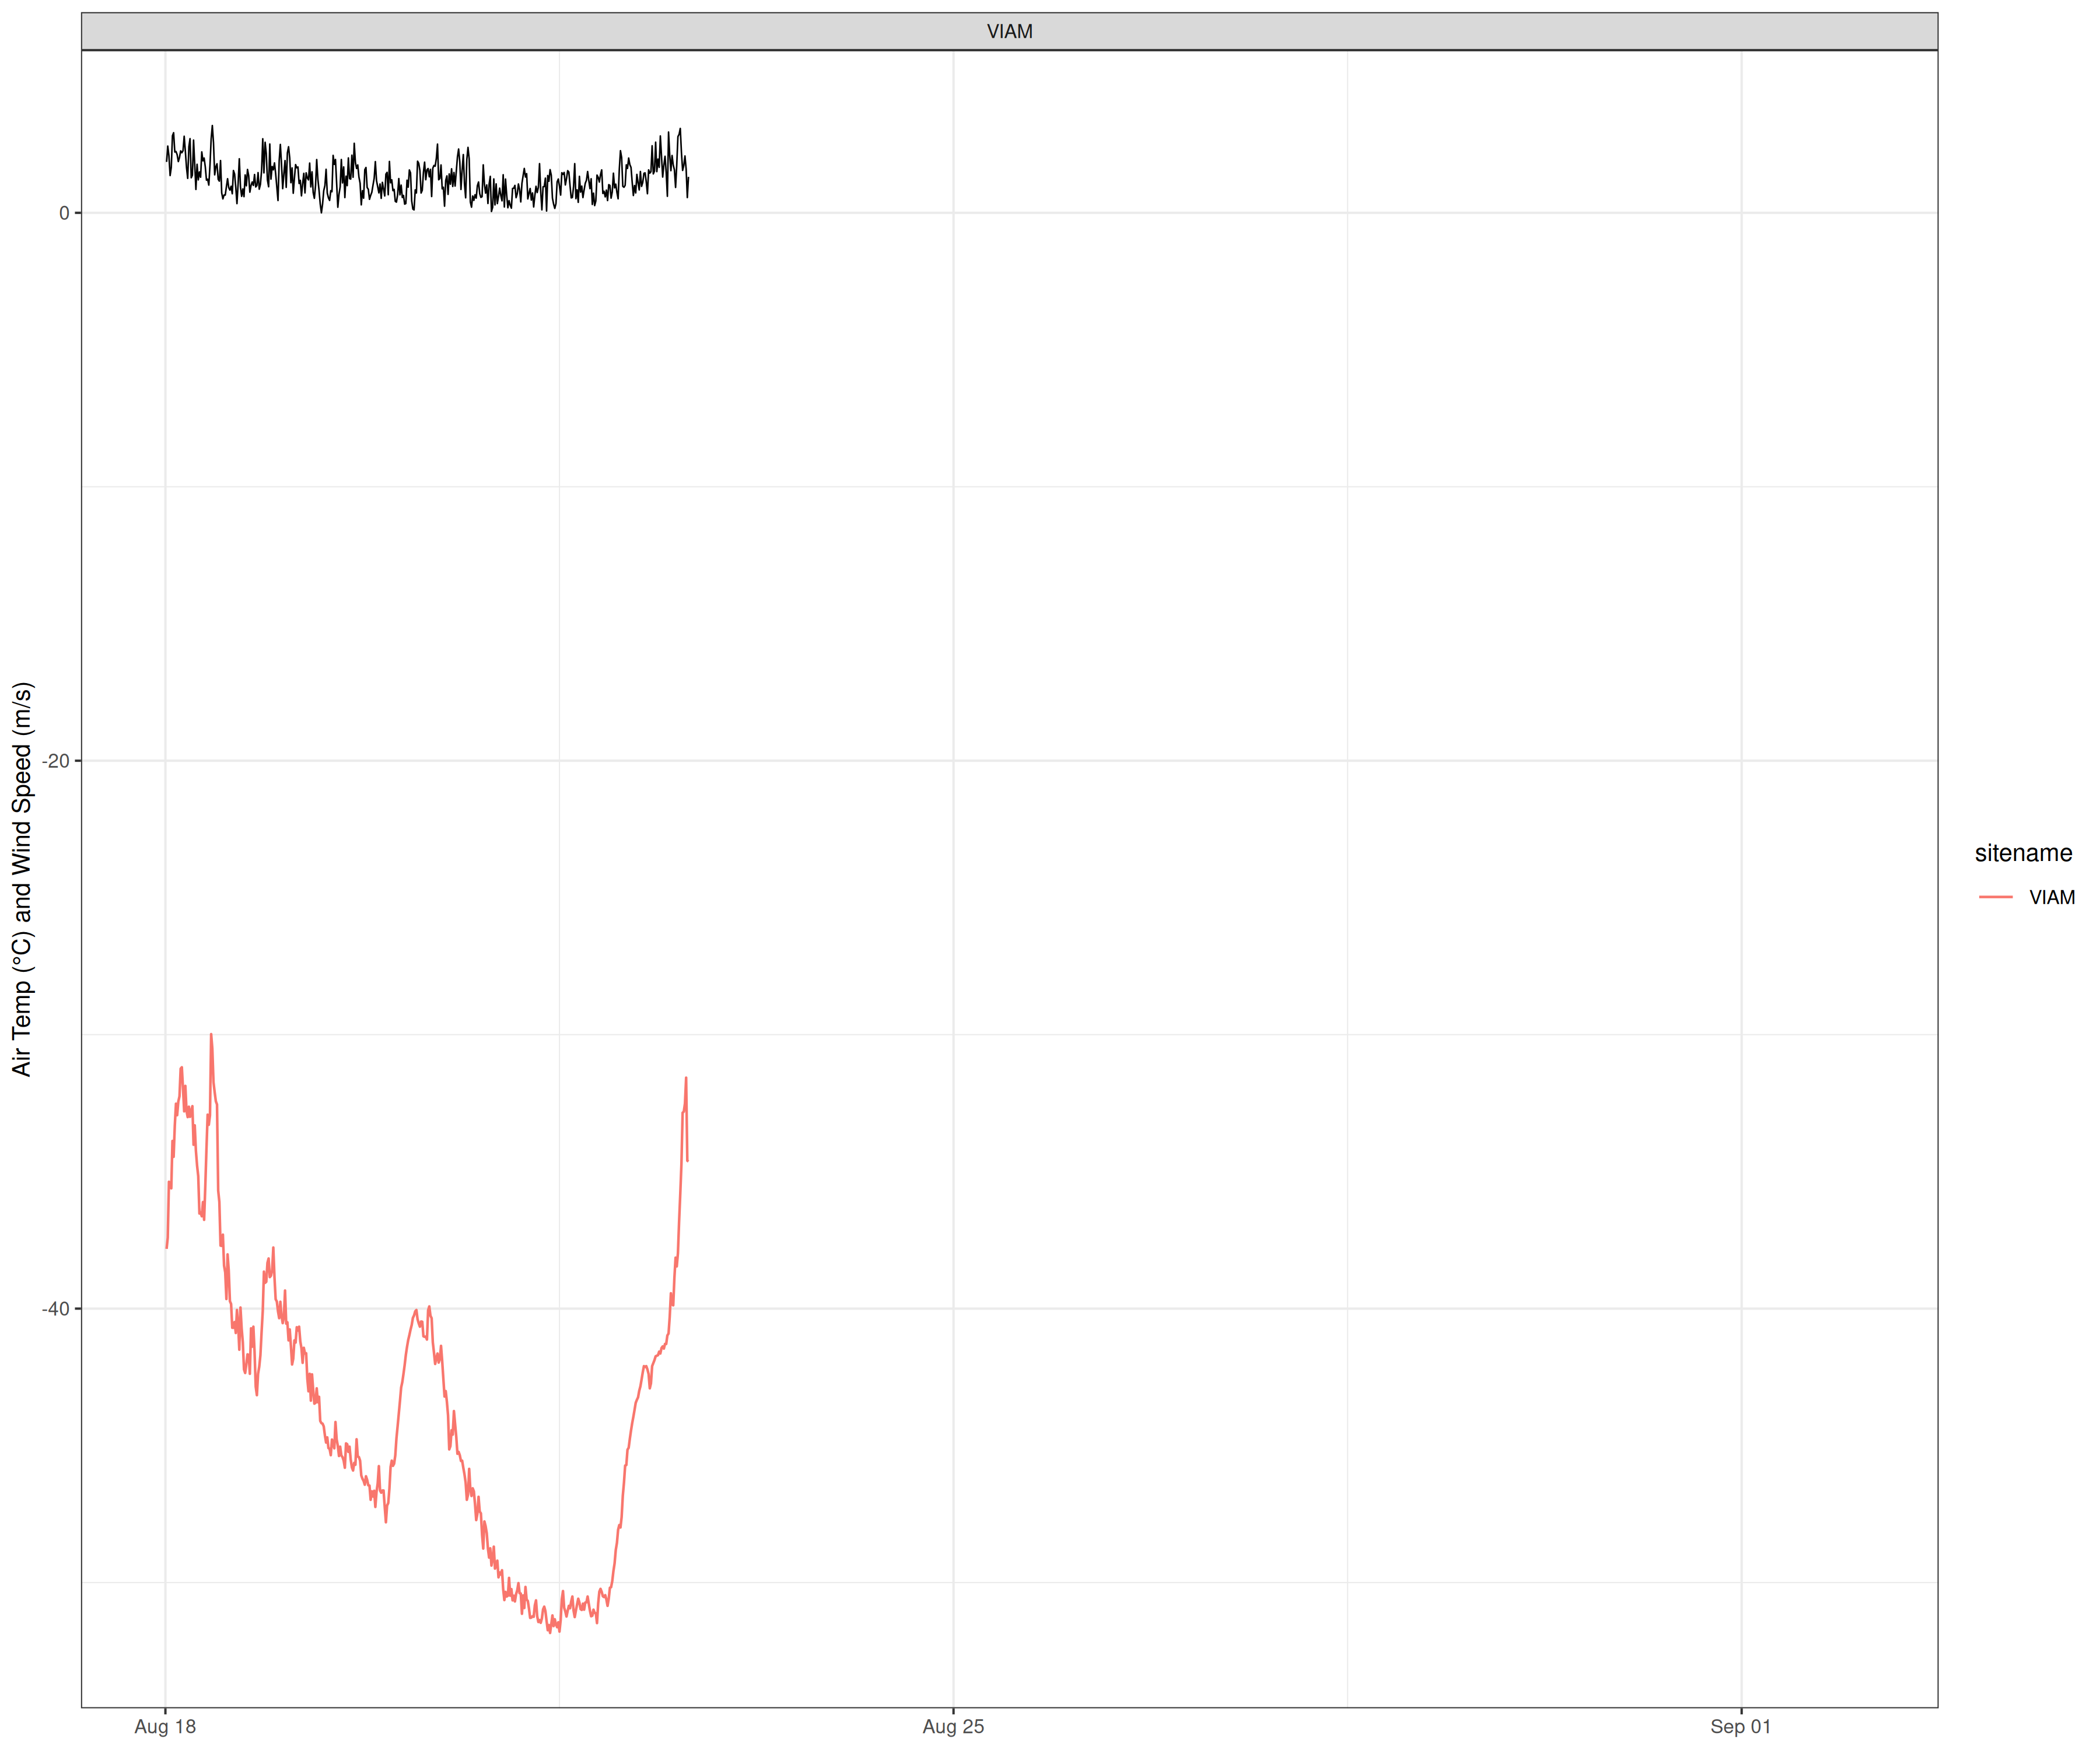 VIAM
Air Temp (°C) and Wind Speed (m/s)
0
-20
-40
Aug 18
Aug 25
Sep 01
sitename
VIAM